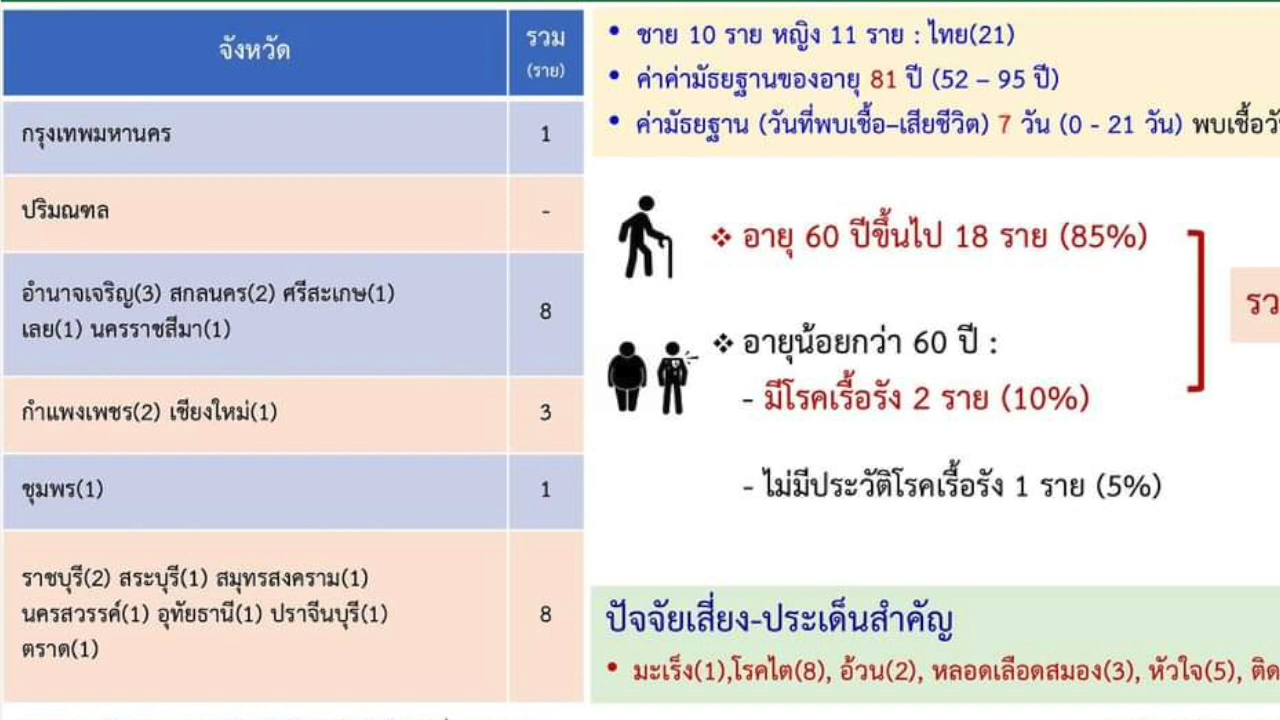 จังหวัด
รวม
(ราย)
กรุงเทพมหานคร
1
ปริมณฑล
-
อำนาจเจริญ(3) สกลนคร(2) ศรีสะเกษ(1)
เลย(1) นครราชสีมา(1)
8
กำแพงเพชร(2) เชียงใหม่(1)
3
ชุมพร(1)
1
ราชบุรี(2) สระบุรี(1) สมุทรสงคราม(1)
นครสวรรค์(1) อุทัยธานี(1) ปราจีนบุรี(1)
ตราด(1)
8
• ชาย 10 ราย หญิง 11 ราย : ไทย(21)
• ค่าค่ามัธยฐานของอายุ 81 ปี (52 – 95 ปี)
• ค่ามัธยฐาน (วันที่พบเชื้อ–เสียชีวิต) 7 วัน (0 - 21 วัน) พบเชื้อ
❖ อายุ 60 ปีขึ้นไป 18 ราย (85%)
❖ อายุน้อยกว่า 60 ปี :
- มีโรคเรื้อรัง 2 ราย (10%)
- ไม่มีประวัติโรคเรื้อรัง 1 ราย (5%)
ปัจจัยเสี่ยง-ประเด็นสำคัญ
• มะเร็ง(1),โรคไต(8), อ้วน(2), หลอดเลือดสมอง(3), หัวใจ(5), ติด